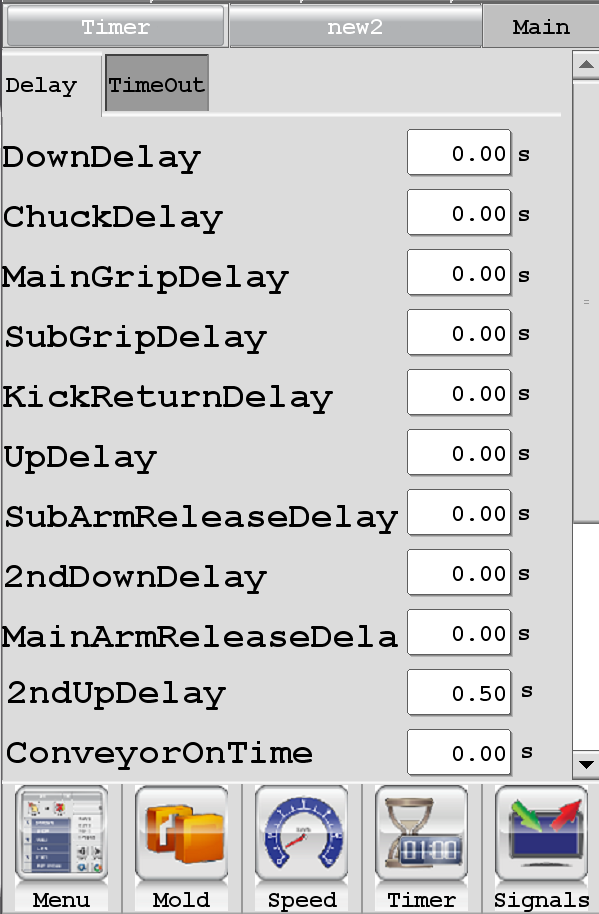 Timer new2 Main
Delay TimeOut
DownDelay 0.00 s
ChuckDelay 0.00 s
MainGripDelay 0.00 s
SubGripDelay 0.00 s
KickReturnDelay 0.00 s
UpDelay 0.00 s
SubArmReleaseDelay 0.00 s
2ndDownDelay 0.00 s
MainArmReleaseDela 0.00 s
2ndUpDelay 0.50 s
ConveyorOnTime 0.00 s
01:00
Menu Mold Speed Timer Signals